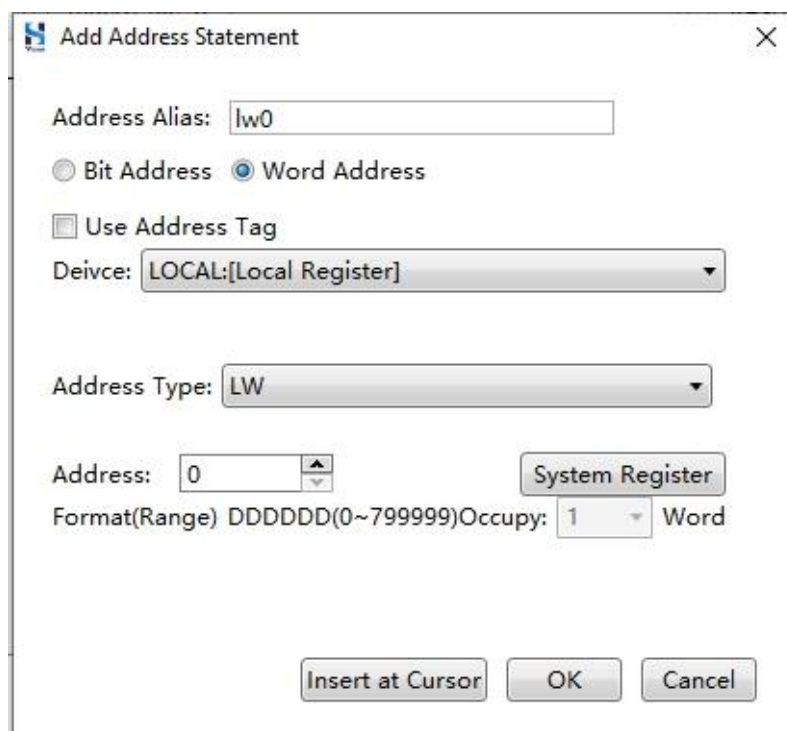 Add Address Statement
Address Alias: lw0
Bit Address Word Address
Use Address Tag
Deivce: LOCAL:[Local Register]
Address Type: LW
Address: 0 System Register
Format(Range) DDDDDD(0~799999)Occupy: 1 Word
Insert at Cursor OK Cancel